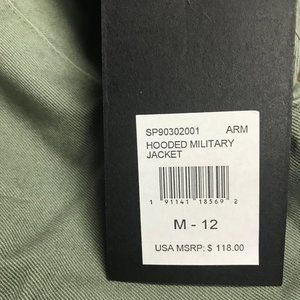 SP90302001 ARM
HOODED MILITARY
JACKET
1 91141 18569 2
M - 12
USA MSRP: $ 118.00